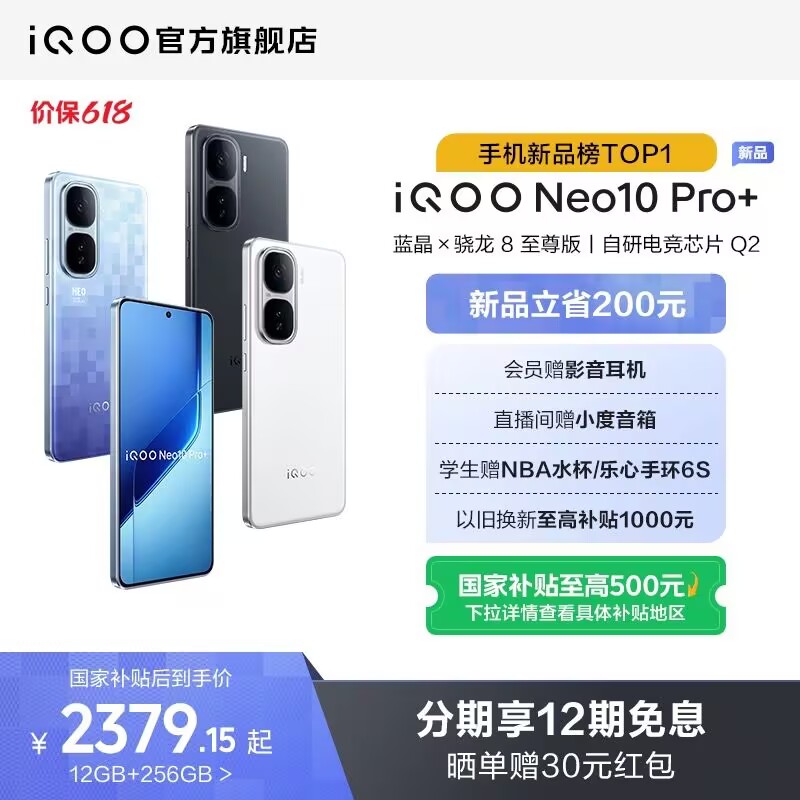 iQOO官方旗舰店
价保618
手机新品榜TOP1
新品
iQOO Neo10 Pro+
蓝晶×骁龙 8 至尊版丨自研电竞芯片 Q2
新品立省200元
会员赠影音耳机
直播间赠小度音箱
学生赠NBA水杯/乐心手环6S
以旧换新至高补贴1000元
国家补贴至高500元
下拉详情查看具体补贴地区
NEO
iQOO
iQOO
iQOO
iQOO Neo10 Pro+
国家补贴后到手价
¥2379.15起
12GB+256GB >
分期享12期免息
晒单赠30元红包